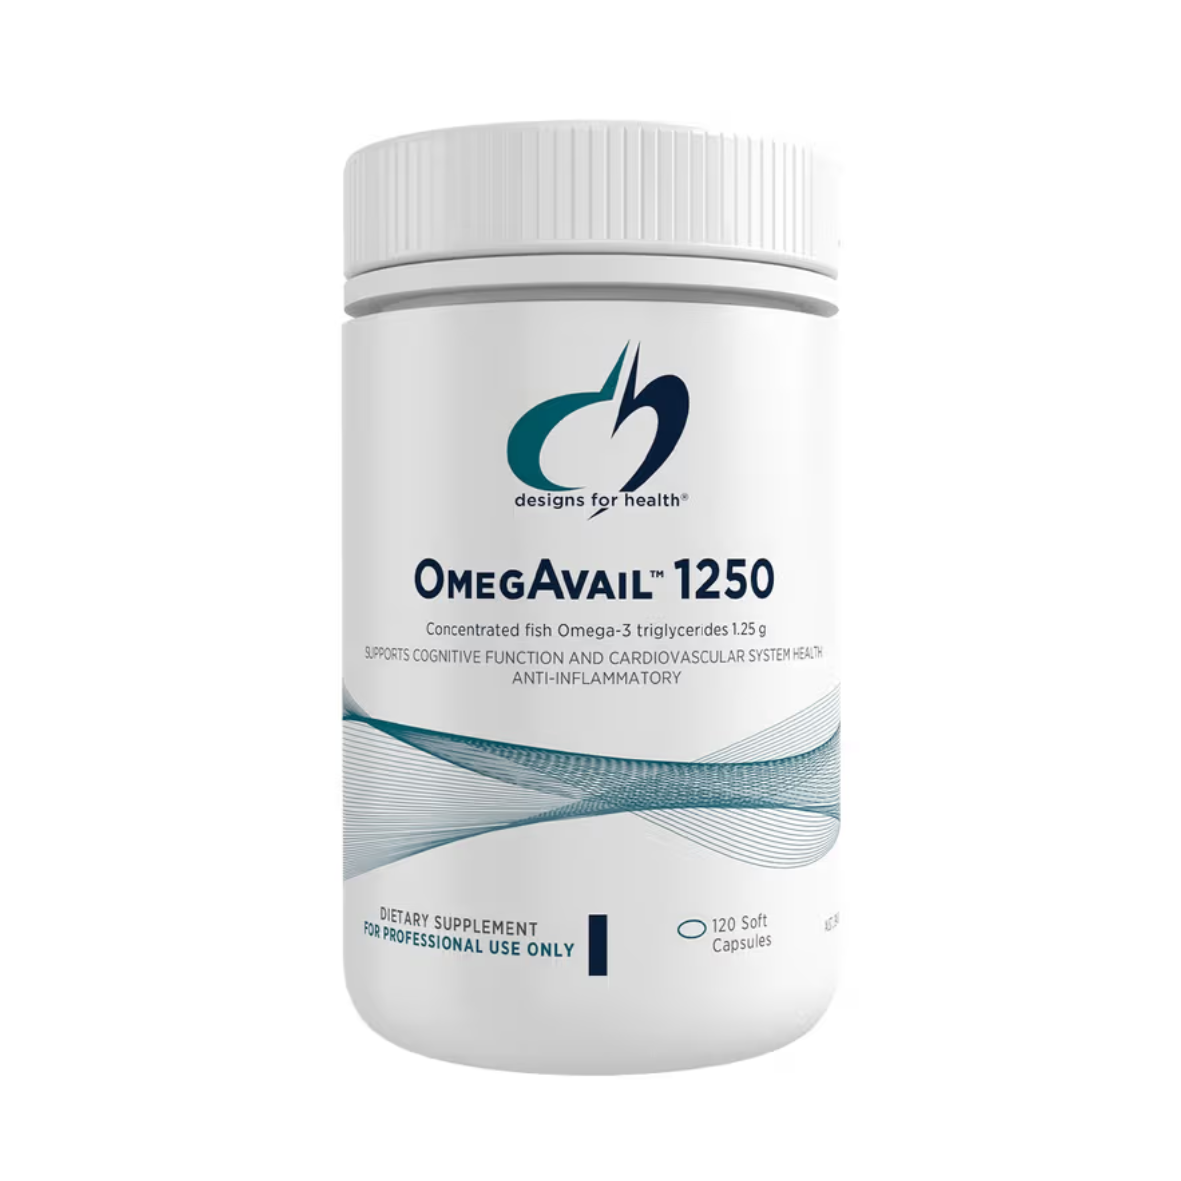 designs for health®
OmegAvail™ 1250
Concentrated fish Omega-3 triglycerides 1.25 g
SUPPORTS COGNITIVE FUNCTION AND CARDIOVASCULAR SYSTEM HEALTH
ANTI-INFLAMMATORY
DIETARY SUPPLEMENT
FOR PROFESSIONAL USE ONLY
120 Soft
Capsules